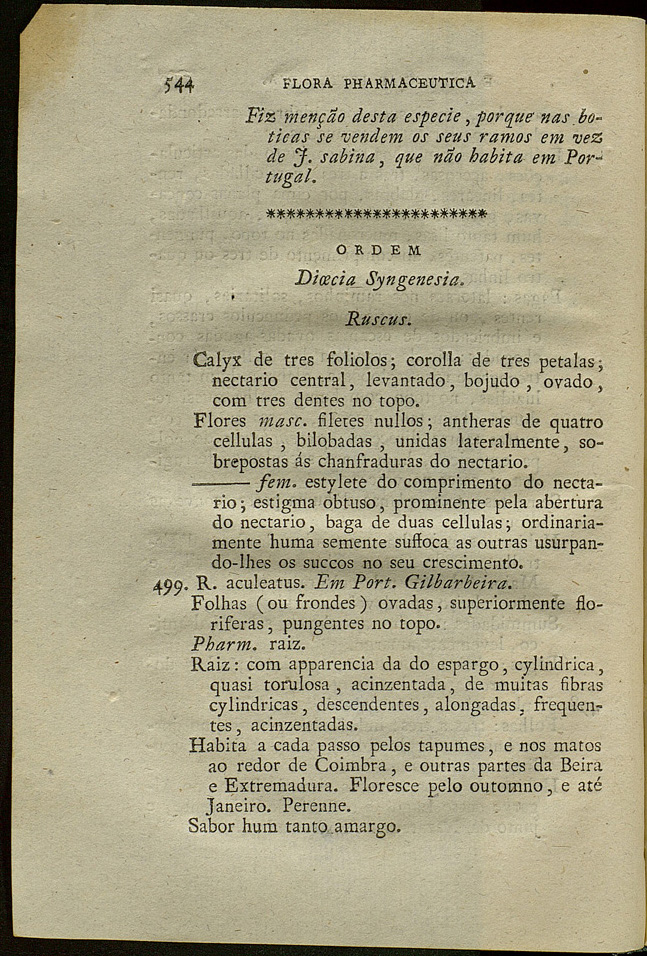 544 FLORA PHARMACEUTICA
Fiz menção desta especie, porque nas bo-
ticas se vendem os seus ramos em vez
de J. sabina, que não habita em Por-
tugal.
***********************
ORDEM
Diœcia Syngenesia.
Ruscus.
Calyx de tres foliolos; corolla de tres petalas;
nectario central, levantado, bojudo, ovado,
com tres dentes no topo.
Flores masc. filetes nullos; antheras de quatro
cellulas, bilobadas, unidas lateralmente, so-
brepostas ás chanfraduras do nectario.
——— fem. estylete do comprimento do necta-
rio; estigma obtuso, prominente pela abertura
do nectario, baga de duas cellulas; ordinaria-
mente huma semente suffoca as outras usurpan-
do-lhes os succos no seu crescimento.
499. R. aculeatus. Em Port. Gilbarbeira.
Folhas (ou frondes) ovadas, superiormente flo-
riferas, pungentes no topo.
Pharm. raiz.
Raiz: com apparencia da do espargo, cylindrica,
quasi torulosa, acinzentada, de muitas fibras
cylindricas, descendentes, alongadas, frequen-
tes, acinzentadas.
Habita a cada passo pelos tapumes, e nos matos
ao redor de Coimbra, e outras partes da Beira
e Extremadura. Floresce pelo outomno, e até
Janeiro. Perenne.
Sabor hum tanto amargo.